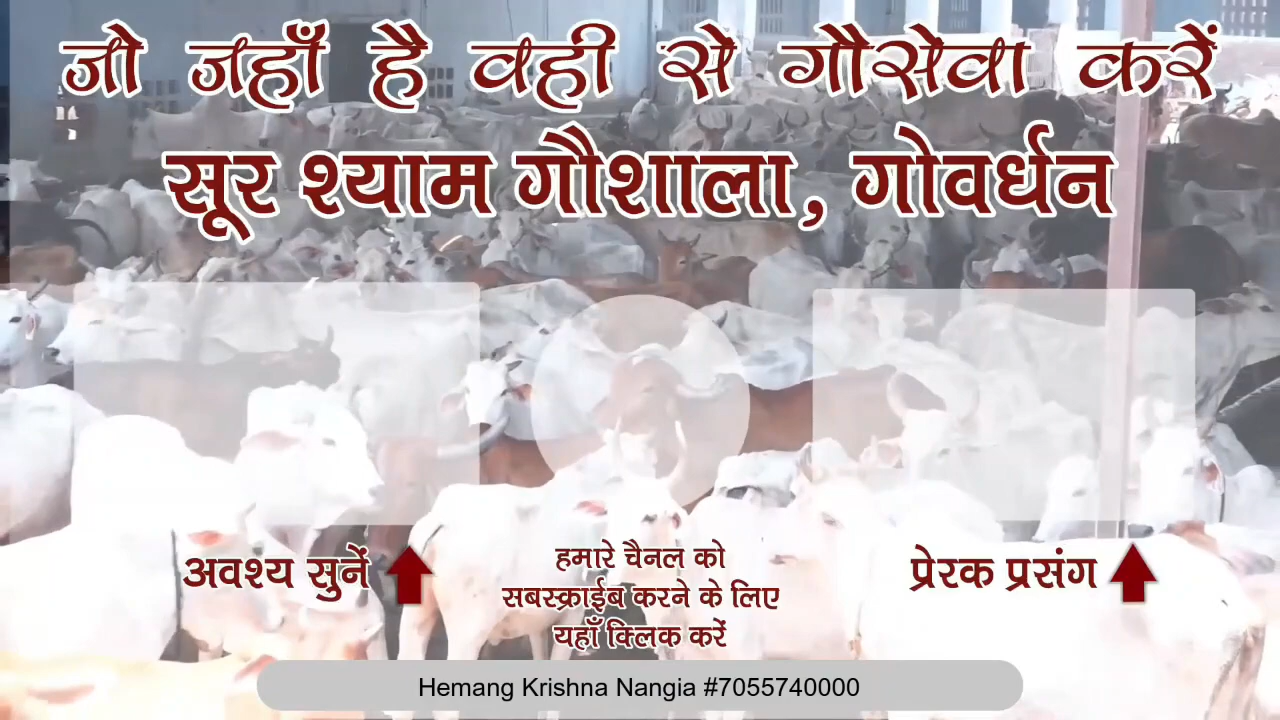 जो जहाँ है वही से गौसेवा करें
सूर श्याम गौशाला, गोवर्धन
अवश्य सुनें
हमारे चैनल को
सबस्क्राईब करने के लिए
यहाँ क्लिक करें
प्रेरक प्रसंग
Hemang Krishna Nangia #7055740000